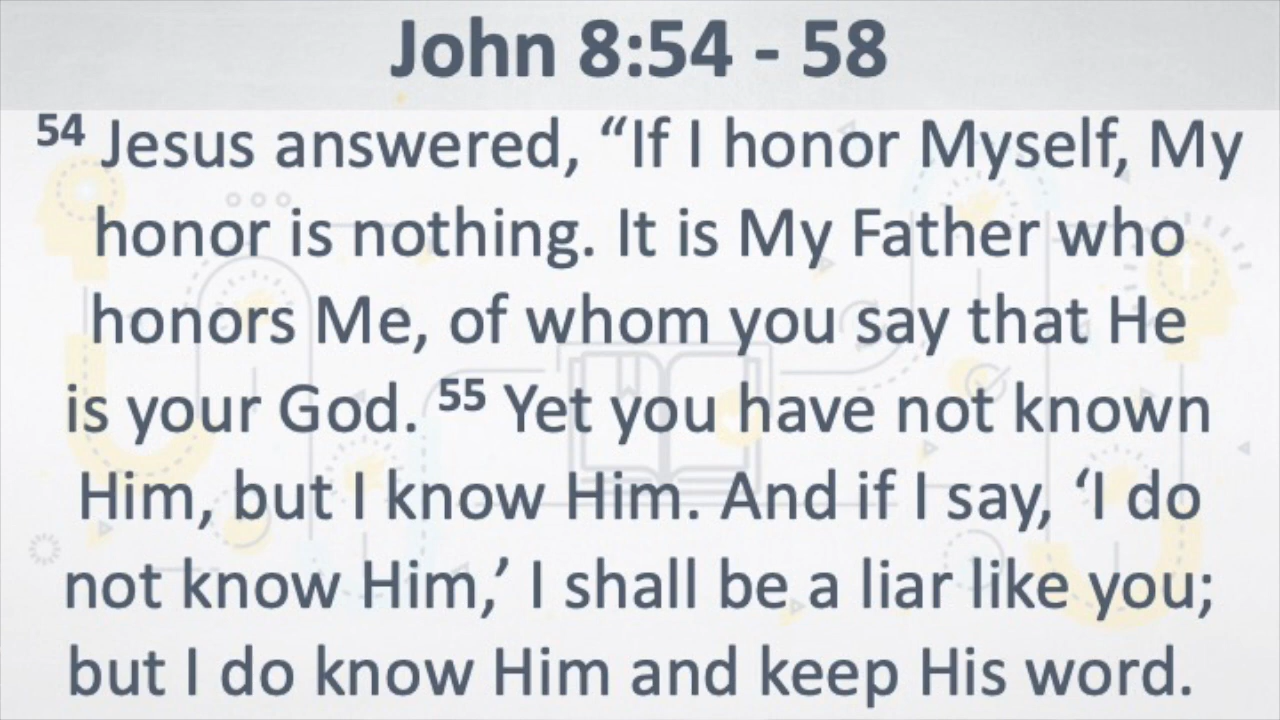 John 8:54 - 58
54 Jesus answered, “If I honor Myself, My
honor is nothing. It is My Father who
honors Me, of whom you say that He
is your God. 55 Yet you have not known
Him, but I know Him. And if I say, ‘I do
not know Him,’ I shall be a liar like you;
but I do know Him and keep His word.